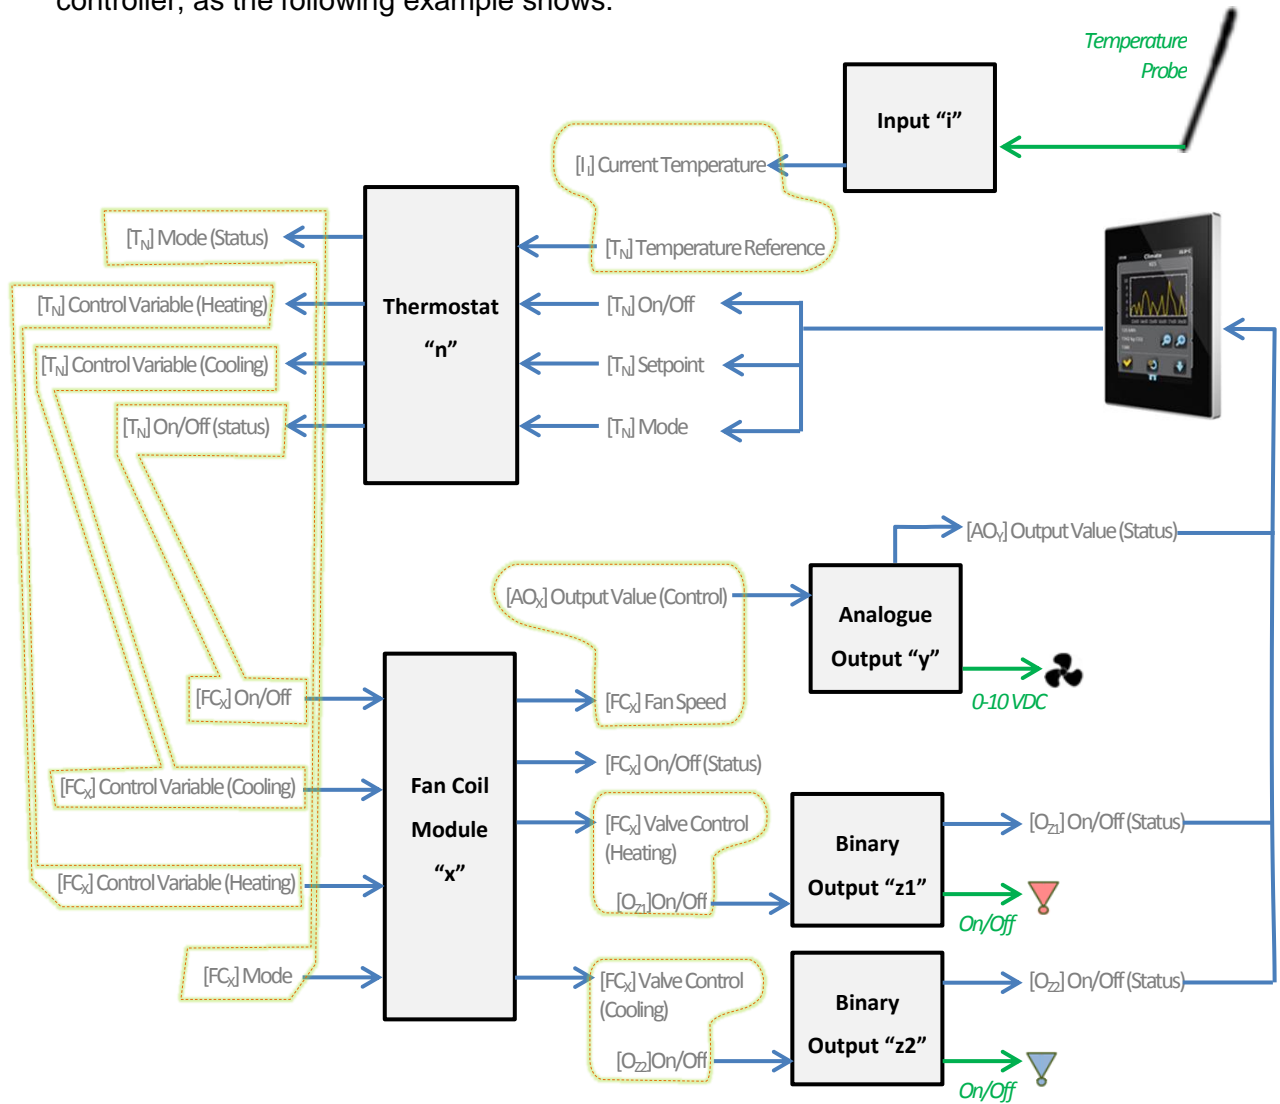 controller, as the following example shows:
Temperature
Probe
Input “i”
[I_I] Current Temperature
[T_N] Mode (Status)
[T_N] Temperature Reference
[T_N] Control Variable (Heating)
Thermostat
“n”
[T_N] On/Off
[T_N] Control Variable (Cooling)
[T_N] Setpoint
[T_N] On/Off (status)
[T_N] Mode
Climate
[AO_Y] Output Value (Status)
[AO_X] Output Value (Control)
Analogue
Output “y”
0-10 VDC
[FC_X] On/Off
[FC_X] Fan Speed
[FC_X] On/Off (Status)
[FC_X] Control Variable (Cooling)
Fan Coil
Module
“x”
[FC_X] Valve Control
(Heating)
[O_Z1]On/Off
Binary
Output “z1”
[O_Z1] On/Off (Status)
On/Off
[FC_X] Control Variable (Heating)
[FC_X] Mode
[FC_X] Valve Control
(Cooling)
[O_Z2]On/Off
Binary
Output “z2”
[O_Z2] On/Off (Status)
On/Off